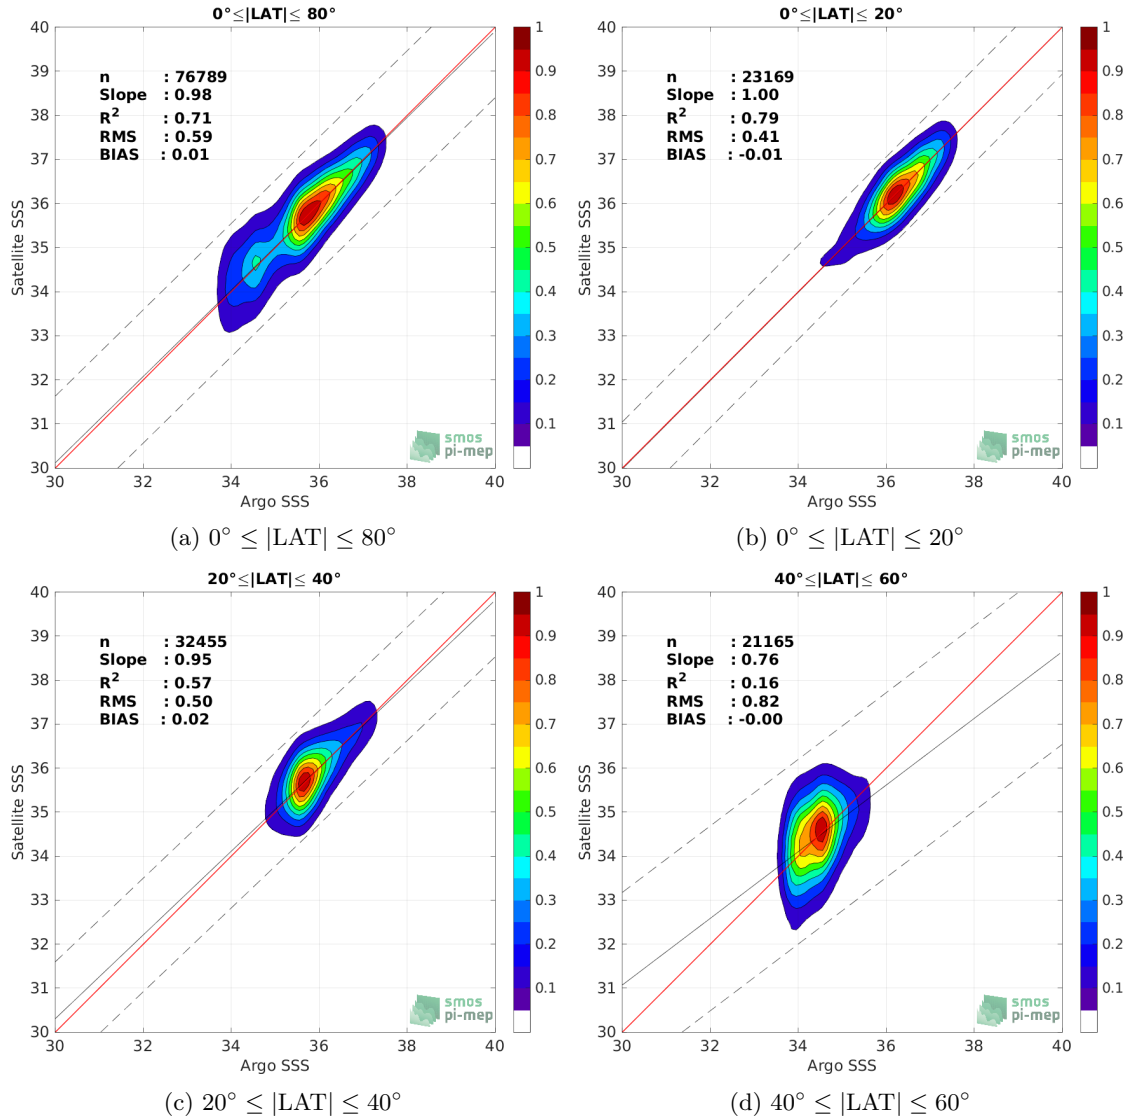 0°≤|LAT|≤ 80°
n : 76789
Slope : 0.98
R² : 0.71
RMS : 0.59
BIAS : 0.01
40
39
38
37
36
35
34
33
32
31
30
Satellite SSS
30 32 34 36 38 40
Argo SSS
1
0.9
0.8
0.7
0.6
0.5
0.4
0.3
0.2
0.1
smos
pi-mep
(a) 0° ≤ |LAT| ≤ 80°
0°≤|LAT|≤ 20°
n : 23169
Slope : 1.00
R² : 0.79
RMS : 0.41
BIAS : -0.01
40
39
38
37
36
35
34
33
32
31
30
Satellite SSS
30 32 34 36 38 40
Argo SSS
1
0.9
0.8
0.7
0.6
0.5
0.4
0.3
0.2
0.1
smos
pi-mep
(b) 0° ≤ |LAT| ≤ 20°
20°≤|LAT|≤ 40°
n : 32455
Slope : 0.95
R² : 0.57
RMS : 0.50
BIAS : 0.02
40
39
38
37
36
35
34
33
32
31
30
Satellite SSS
30 32 34 36 38 40
Argo SSS
1
0.9
0.8
0.7
0.6
0.5
0.4
0.3
0.2
0.1
smos
pi-mep
(c) 20° ≤ |LAT| ≤ 40°
40°≤|LAT|≤ 60°
n : 21165
Slope : 0.76
R² : 0.16
RMS : 0.82
BIAS : -0.00
40
39
38
37
36
35
34
33
32
31
30
Satellite SSS
30 32 34 36 38 40
Argo SSS
1
0.9
0.8
0.7
0.6
0.5
0.4
0.3
0.2
0.1
smos
pi-mep
(d) 40° ≤ |LAT| ≤ 60°